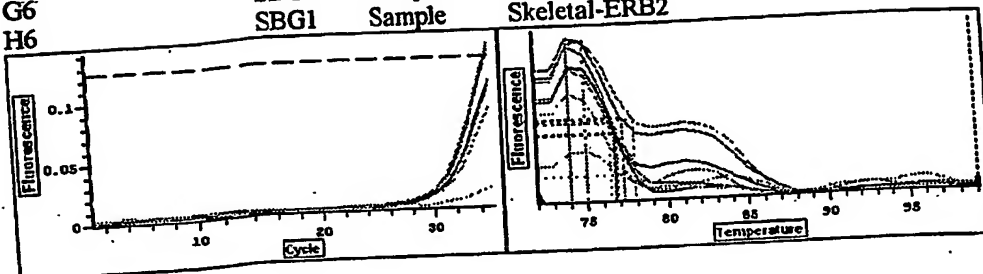 G6
H6 SBG1 Sample Skeletal-ERB2
Fluorescence
0.1
0.05
0
10 20 30
Cycle
Fluorescence
75 80 85 90 95
Temperature